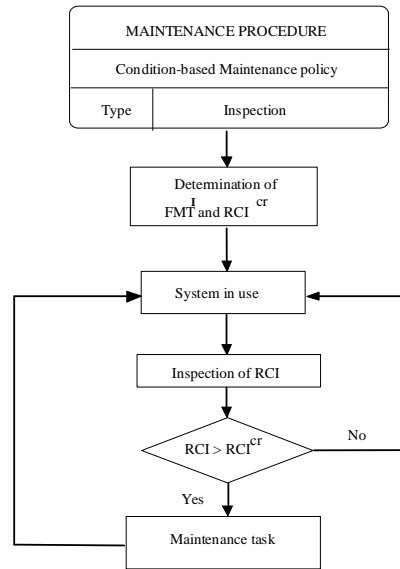 MAINTENANCE PROCEDURE
Condition-based Maintenance policy
Type Inspection
Determination of
FMT^I and RCI^cr
System in use
Inspection of RCI
RCI > RCI^cr
No
Yes
Maintenance task